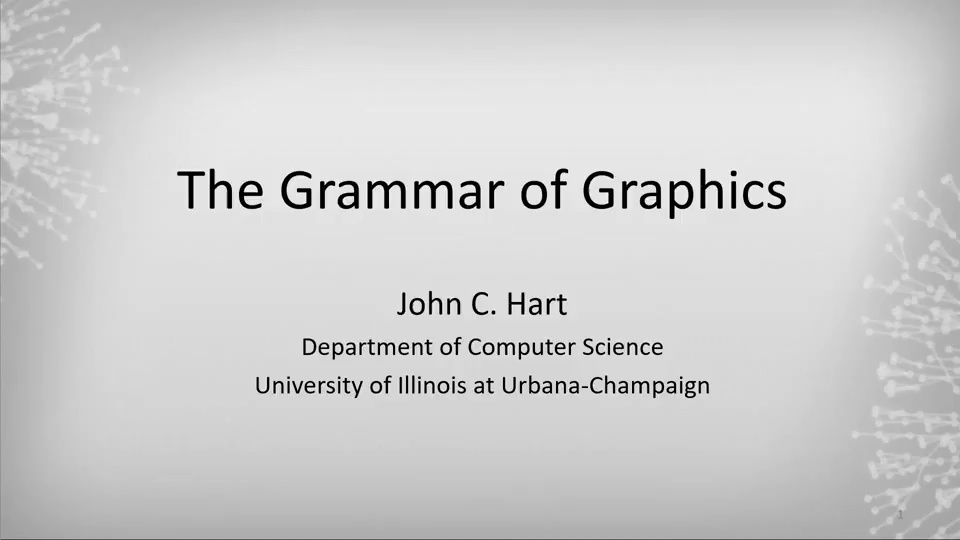 The Grammar of Graphics
John C. Hart
Department of Computer Science
University of Illinois at Urbana-Champaign
1